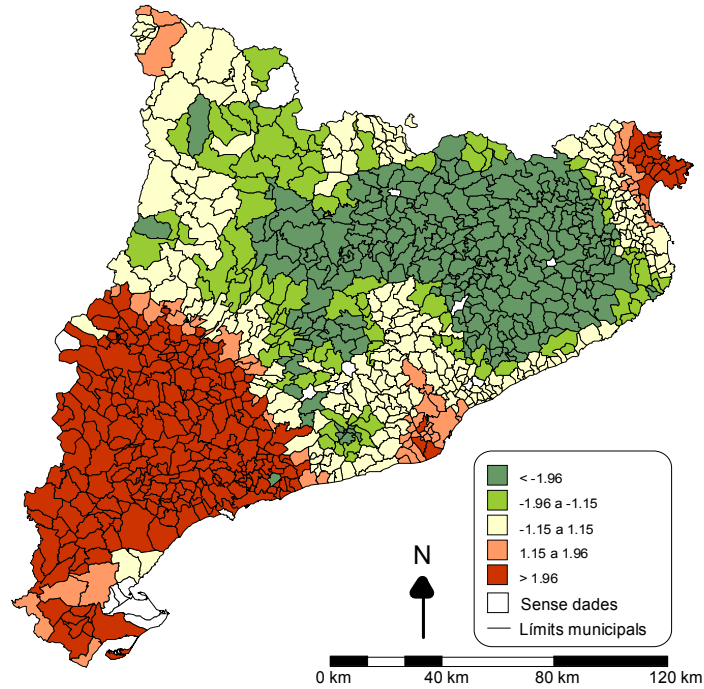 < -1.96
-1.96 a -1.15
-1.15 a 1.15
1.15 a 1.96
> 1.96
Sense dades
Límits municipals
N
0 km 40 km 80 km 120 km